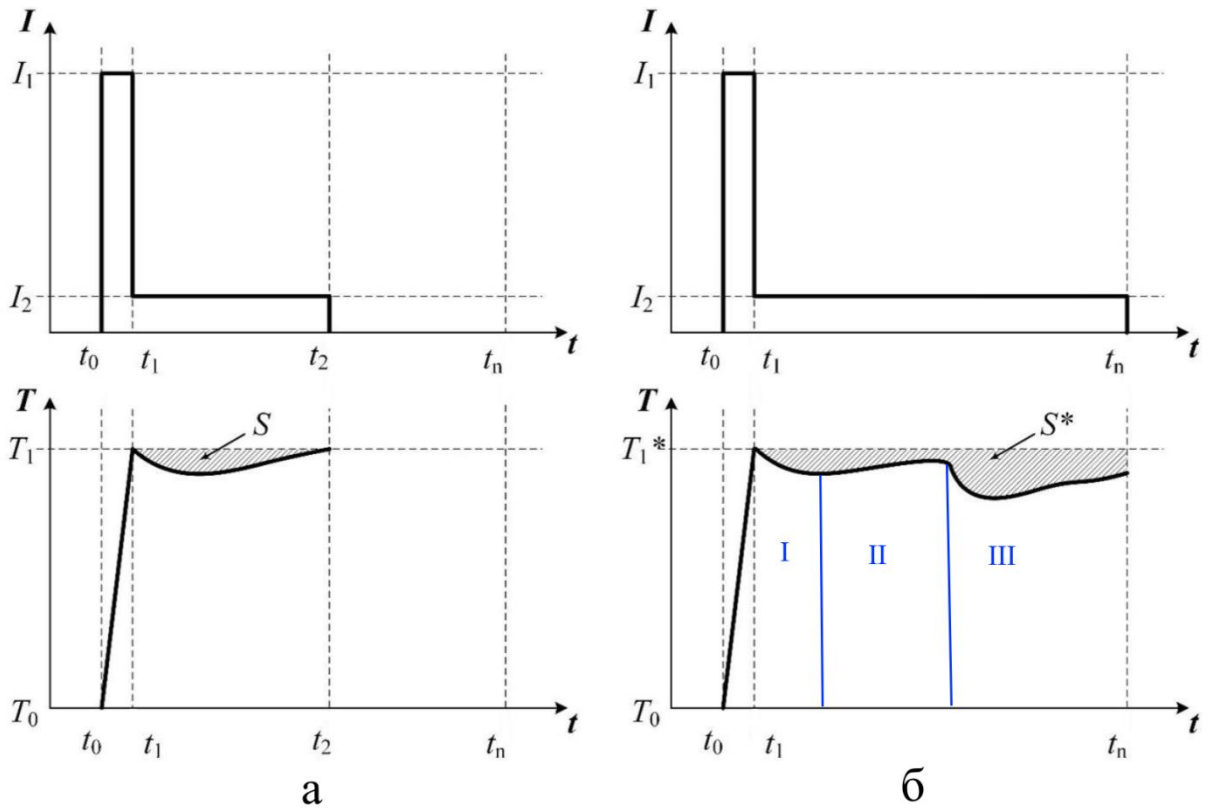 I I
I₁ I₁
I₂ I₂
t₀ t₁ t₂ tₙ t t₀ t₁ tₙ t
T T
T₁ S T₁* S*
I II III
T₀ T₀
t₀ t₁ t₂ tₙ t t₀ t₁ tₙ t
а б